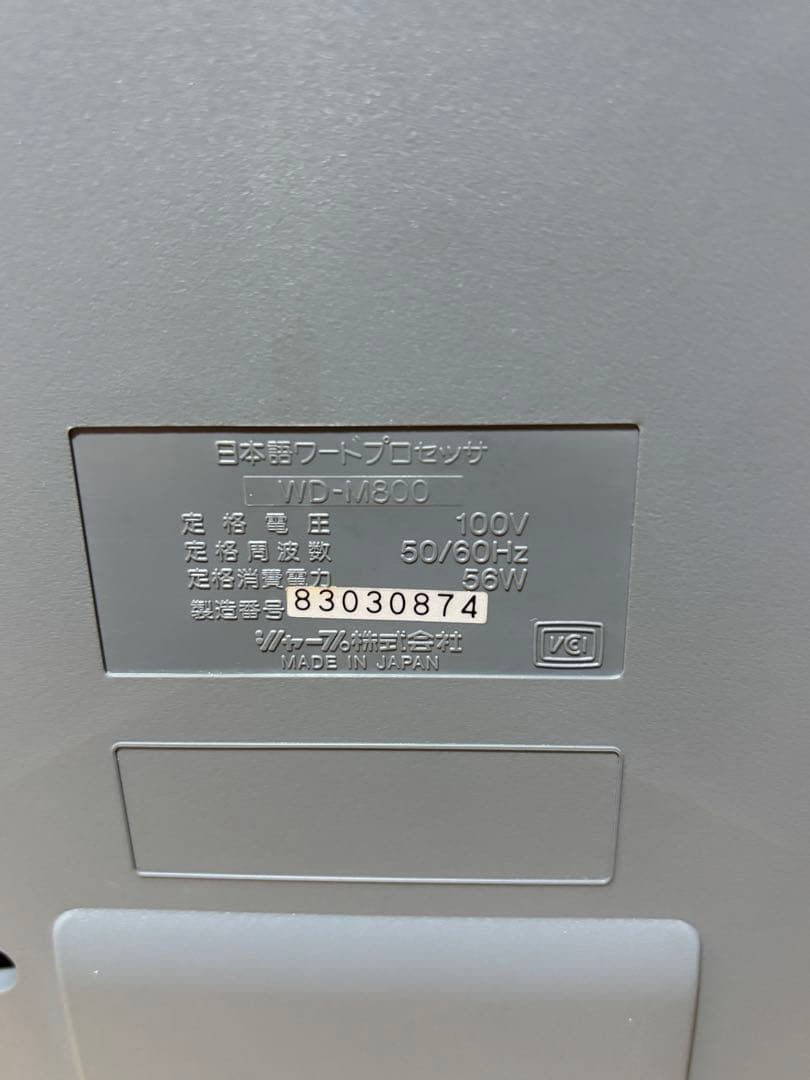 日本語ワードプロセッサ
WD-M800
定格電圧 100V
定格周波数 50/60Hz
定格消費電力 56W
製造番号 83030874
シャープ株式会社
MADE IN JAPAN
VCI